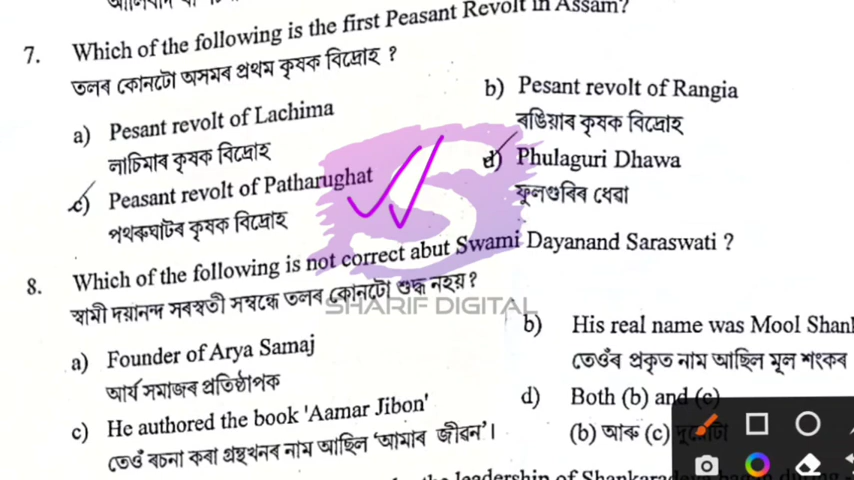 7. Which of the following is the first Peasant Revolt in Assam?
তলৰ কোনটো অসমৰ প্ৰথম কৃষক বিদ্ৰোহ ?
a) Pesant revolt of Lachima
লাচিমাৰ কৃষক বিদ্ৰোহ
b) Pesant revolt of Rangia
ৰঙিয়াৰ কৃষক বিদ্ৰোহ
c) Peasant revolt of Patharughat
পথৰুঘাটৰ কৃষক বিদ্ৰোহ
d) Phulaguri Dhawa
ফুলগুৰিৰ ধেৱা
8. Which of the following is not correct abut Swami Dayanand Saraswati ?
স্বামী দয়ানন্দ সৰস্বতী সম্বন্ধে তলৰ কোনটো শুদ্ধ নহয়?
SHARIF DIGITAL
a) Founder of Arya Samaj
আৰ্য সমাজৰ প্ৰতিষ্ঠাপক
b) His real name was Mool
তেওঁৰ প্ৰকৃত নাম আছিল মূল শংকৰ
c) He authored the book 'Aamar Jibon'
তেওঁ ৰচনা কৰা গ্ৰন্থখনৰ নাম আছিল ‘আমাৰ জীৱন’।
d) Both (b) and (c)
(b) আৰু (c) দুয়োটা
the leadership of